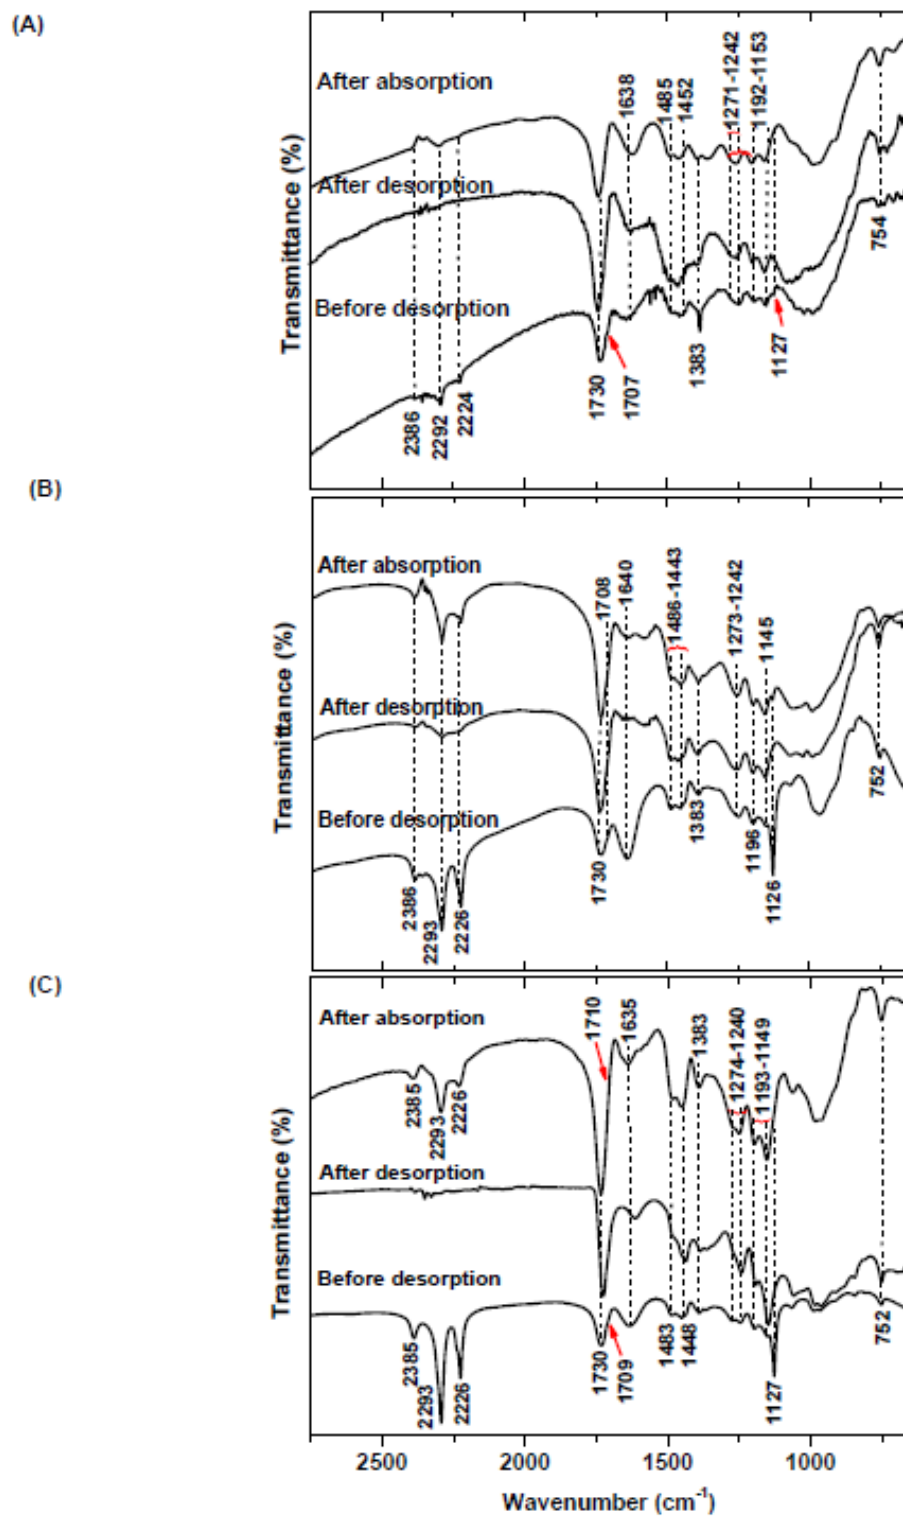 (A)
After absorption
After desorption
Before desorption
Transmittance (%)
1638
1485
1452
1271-1242
1192-1153
2386
2292
2224
1730
1707
1383
1127
754
(B)
After absorption
After desorption
Before desorption
Transmittance (%)
1708
1640
1486-1443
1273-1242
1145
2386
2293
2226
1730
1383
1196
1126
752
(C)
After absorption
After desorption
Before desorption
Transmittance (%)
1710
1635
1383
1274-1240
1193-1149
2385
2293
2226
2385
2293
2226
1730
1709
1483
1448
1127
752
2500
2000
1500
1000
Wavenumber (cm⁻¹)